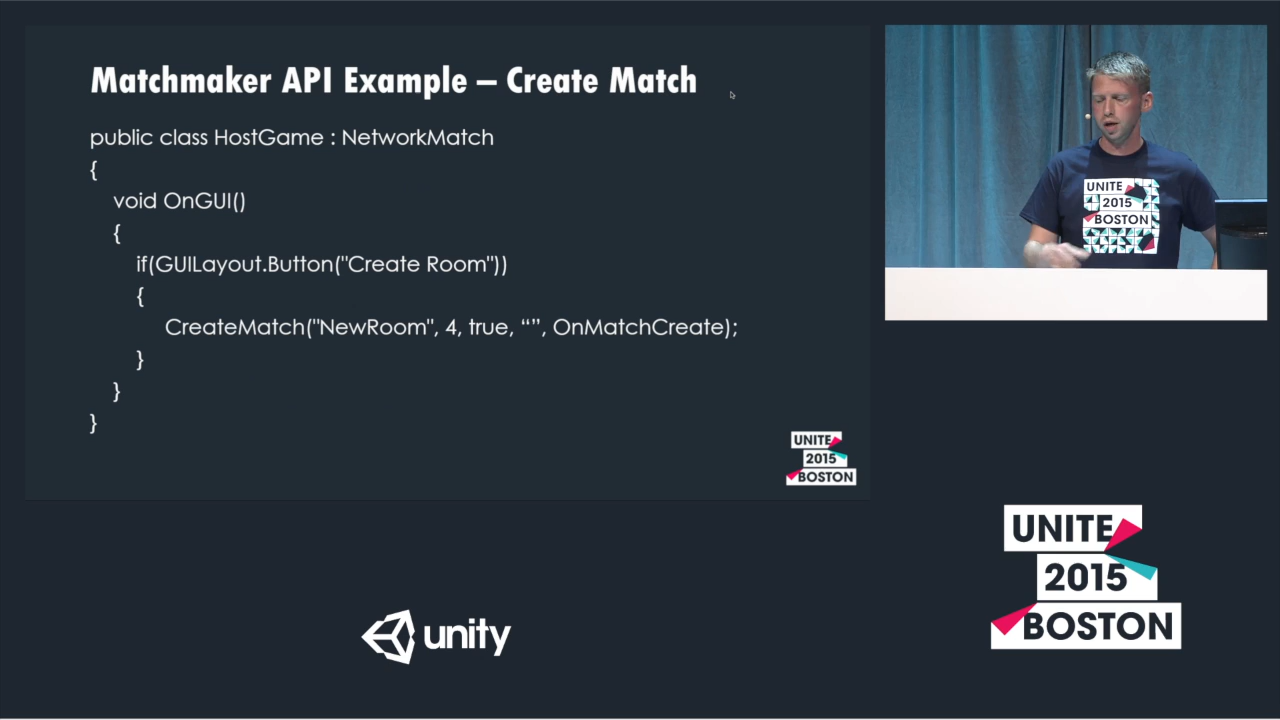 Matchmaker API Example – Create Match
public class HostGame : NetworkMatch
{
void OnGUI()
{
if(GUILayout.Button("Create Room"))
{
CreateMatch("NewRoom", 4, true, “”, OnMatchCreate);
}
}
}
UNITE
2015
BOSTON
UNITE
2015
BOSTON
unity
UNITE
2015
BOSTON